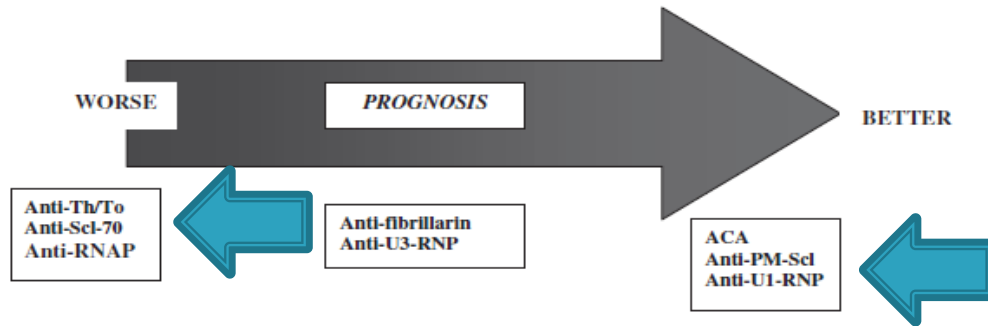 WORSE
PROGNOSIS
BETTER
Anti-Th/To
Anti-Scl-70
Anti-RNAP
Anti-fibrillarin
Anti-U3-RNP
ACA
Anti-PM-Scl
Anti-U1-RNP